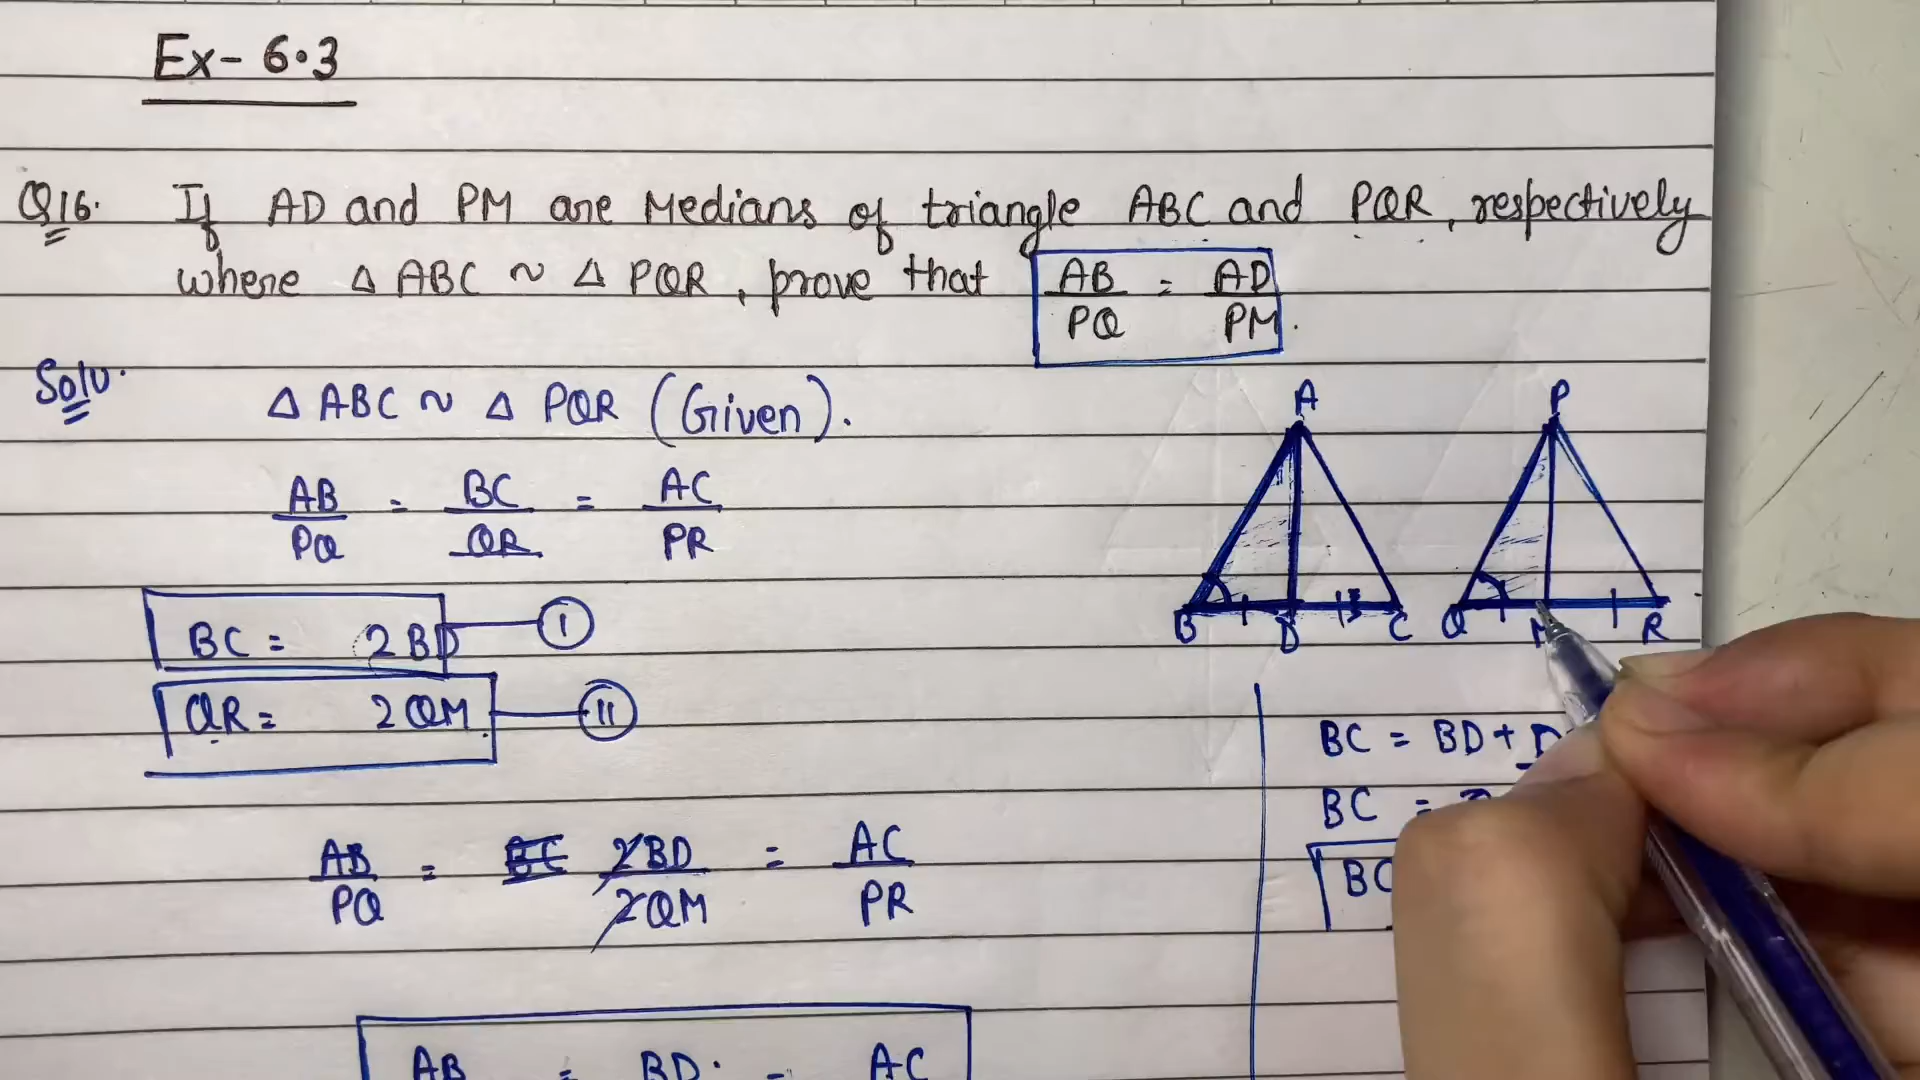 Ex- 6.3
Q16. If AD and PM are Medians of triangle ABC and PQR, respectively
where △ ABC ~ △ PQR, prove that AB/PQ = AD/PM.
Solu.
△ ABC ~ △ PQR (Given).
A P
AB/PQ = BC/QR = AC/PR
B D C Q M R
BC = 2BD — I
QR = 2QM — II
BC = BD +
BC =
BC
AB/PQ = BC 2BD/2QM = AC/PR
AB = BD. = AC